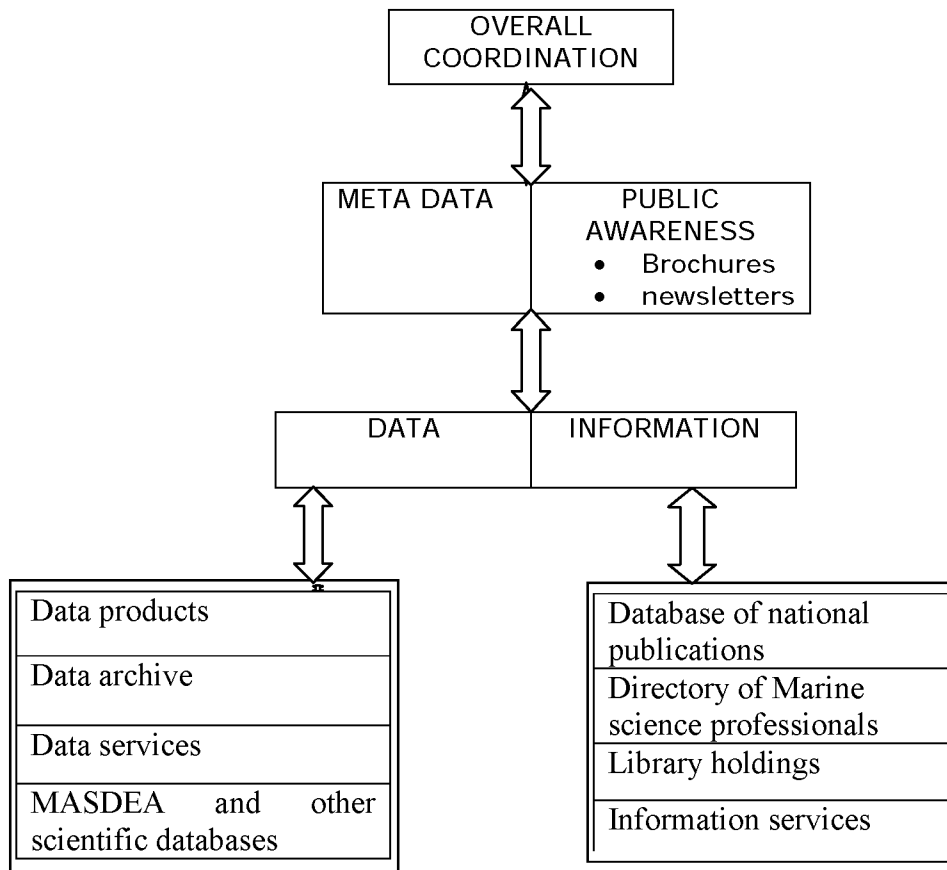 OVERALL
COORDINATION
META DATA
PUBLIC
AWARENESS
• Brochures
• newsletters
DATA
INFORMATION
Data products
Data archive
Data services
MASDEA and other
scientific databases
Database of national
publications
Directory of Marine
science professionals
Library holdings
Information services